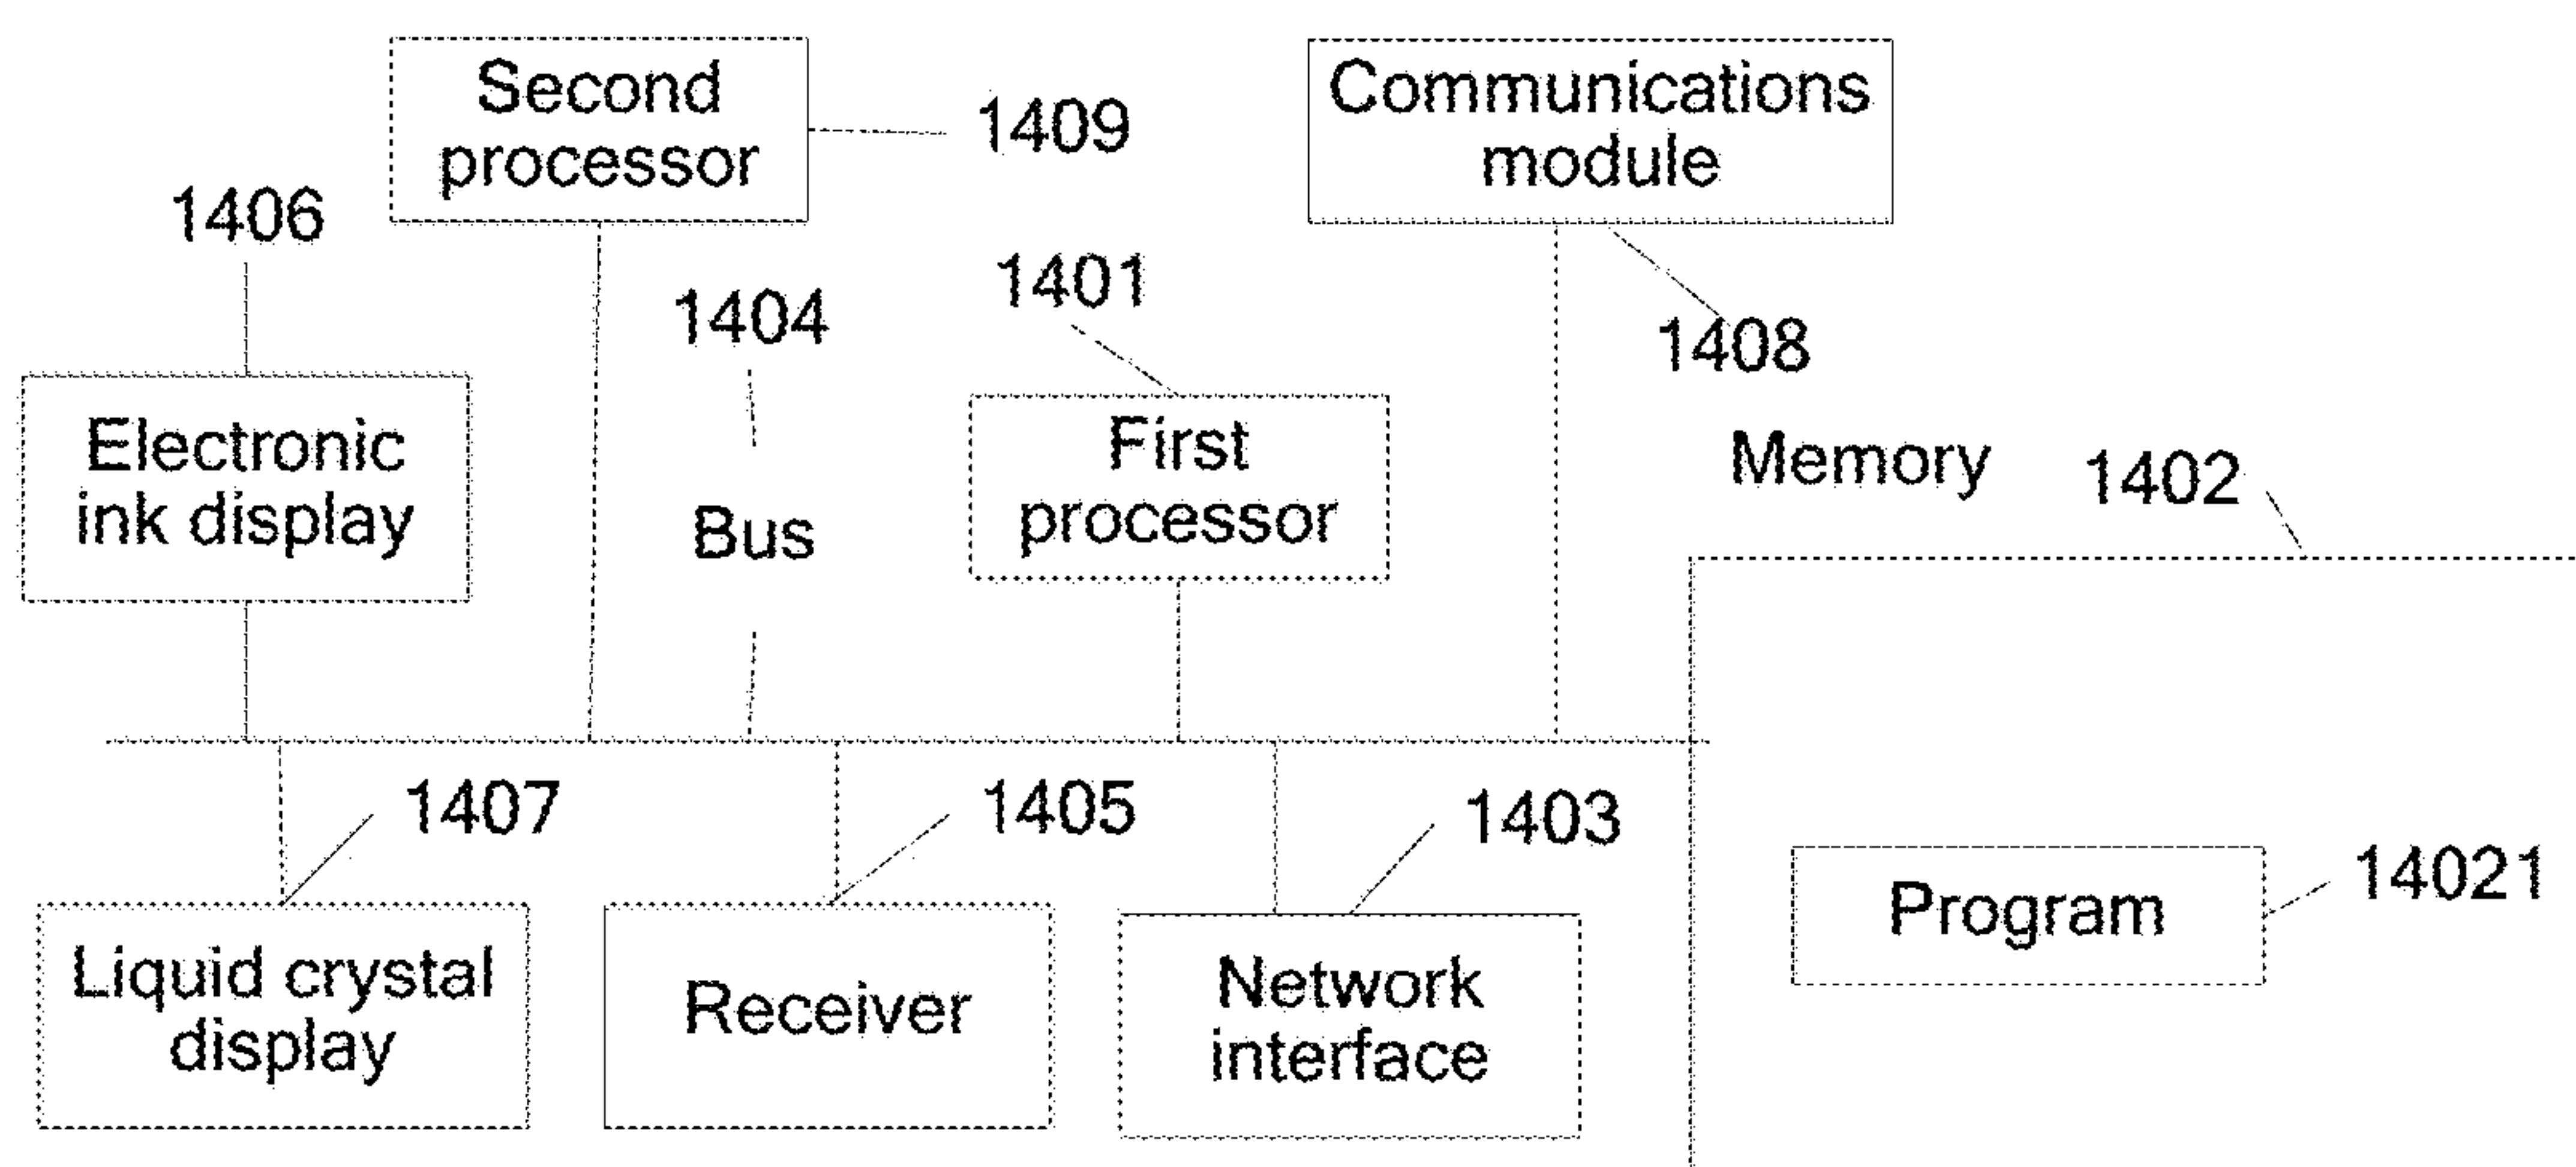 Second
processor
1409
Communications
module
1406
1401
1404
1408
Electronic
ink display
First
processor
Memory
1402
Bus
1407
1405
1403
14021
Program
Liquid crystal
display
Receiver
Network
interface